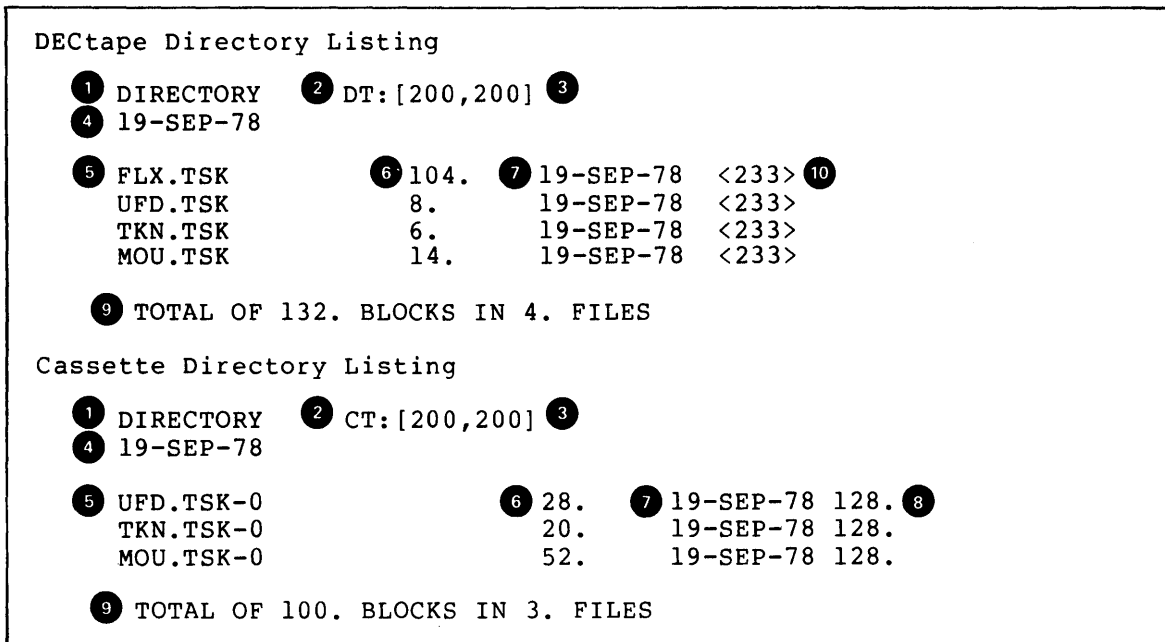 DECtape Directory Listing
1 DIRECTORY 2 DT:[200,200] 3
4 19-SEP-78
5 FLX.TSK 6 104. 7 19-SEP-78 <233> 10
UFD.TSK 8. 19-SEP-78 <233>
TKN.TSK 6. 19-SEP-78 <233>
MOU.TSK 14. 19-SEP-78 <233>
9 TOTAL OF 132. BLOCKS IN 4. FILES
Cassette Directory Listing
1 DIRECTORY 2 CT:[200,200] 3
4 19-SEP-78
5 UFD.TSK-0 6 28. 7 19-SEP-78 128. 8
TKN.TSK-0 20. 19-SEP-78 128.
MOU.TSK-0 52. 19-SEP-78 128.
9 TOTAL OF 100. BLOCKS IN 3. FILES